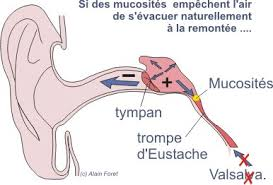 Si des mucosités empêchent l'air
de s'évacuer naturellement
à la remontée ....
−
+
Mucosités
tympan
trompe
d'Eustache
(c) Alain Foret
Valsalva.